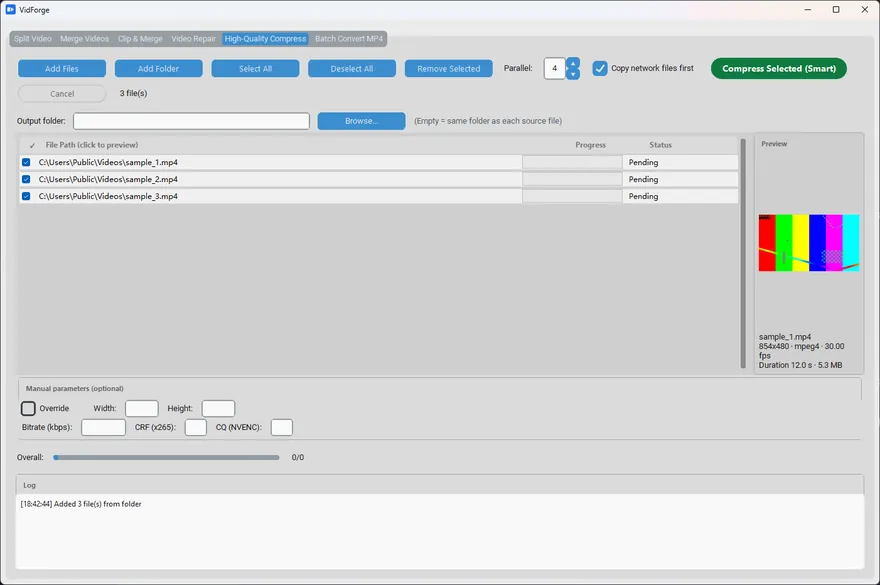 VidForge
Split Video Merge Videos Clip & Merge Video Repair High-Quality Compress Batch Convert MP4
Add Files Add Folder Select All Deselect All Remove Selected Parallel: 4 Copy network files first Compress Selected (Smart)
Cancel 3 file(s)
Output folder: Browse... (Empty = same folder as each source file)
✓ File Path (click to preview) Progress Status
C:\Users\Public\Videos\sample_1.mp4 Pending
C:\Users\Public\Videos\sample_2.mp4 Pending
C:\Users\Public\Videos\sample_3.mp4 Pending
Preview
sample_1.mp4
854x480 · mpeg4 · 30.00
fps
Duration 12.0 s · 5.3 MB
Manual parameters (optional)
Override Width: Height:
Bitrate (kbps): CRF (x265): CQ (NVENC):
Overall: 0/0
Log
[18:42:44] Added 3 file(s) from folder